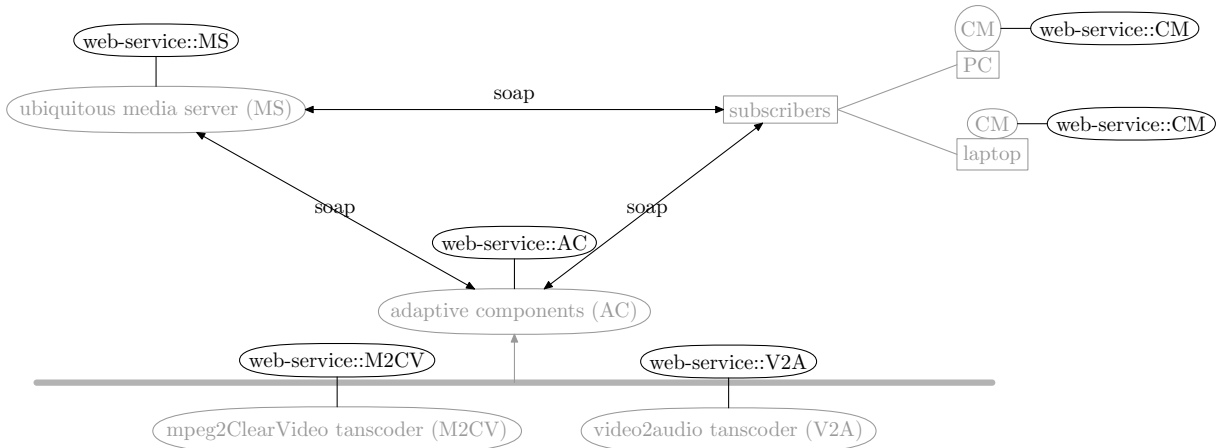 web-service::MS
ubiquitous media server (MS)
soap
subscribers
CM
web-service::CM
PC
CM
web-service::CM
laptop
soap
soap
web-service::AC
adaptive components (AC)
web-service::M2CV
web-service::V2A
mpeg2ClearVideo tanscoder (M2CV)
video2audio tanscoder (V2A)